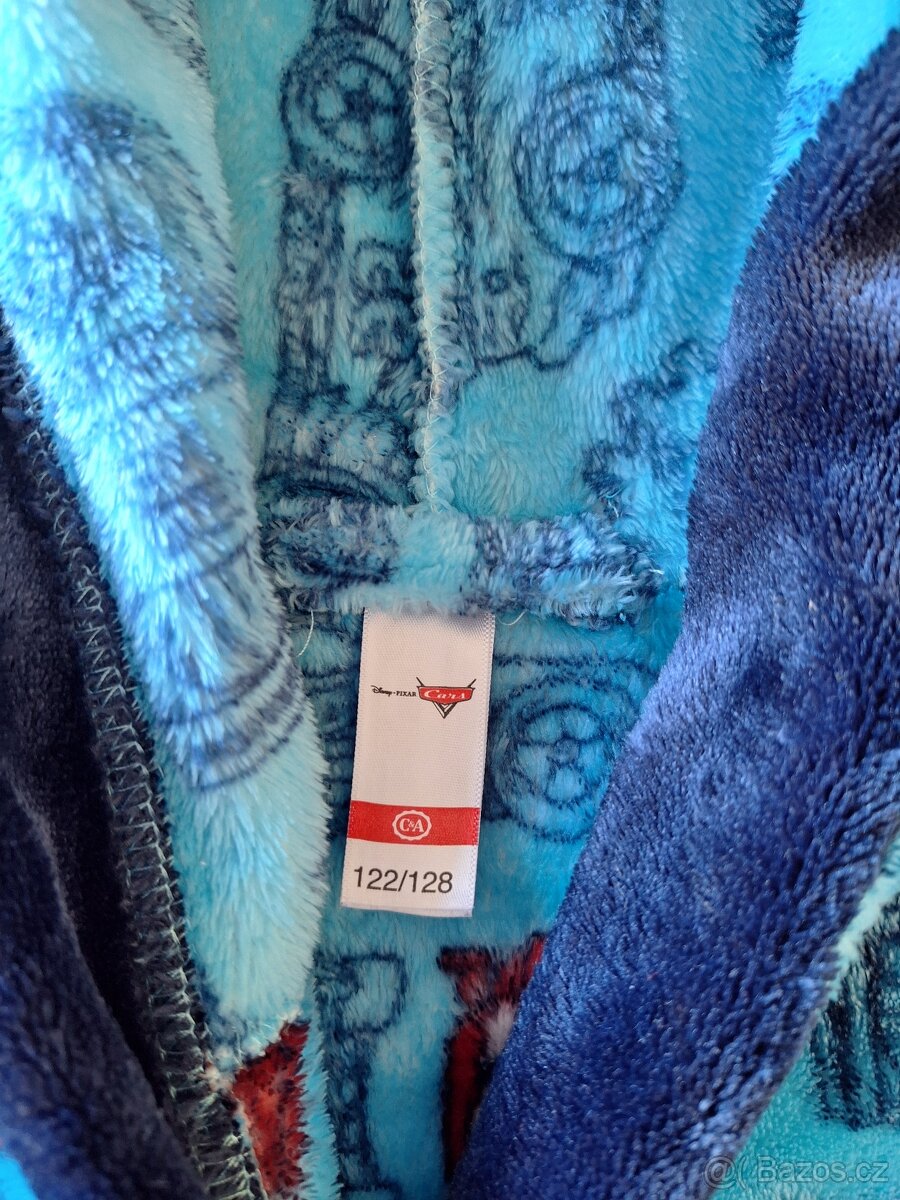 Disney · PIXAR
Cars
C&A
122/128
@ Bazos.cz